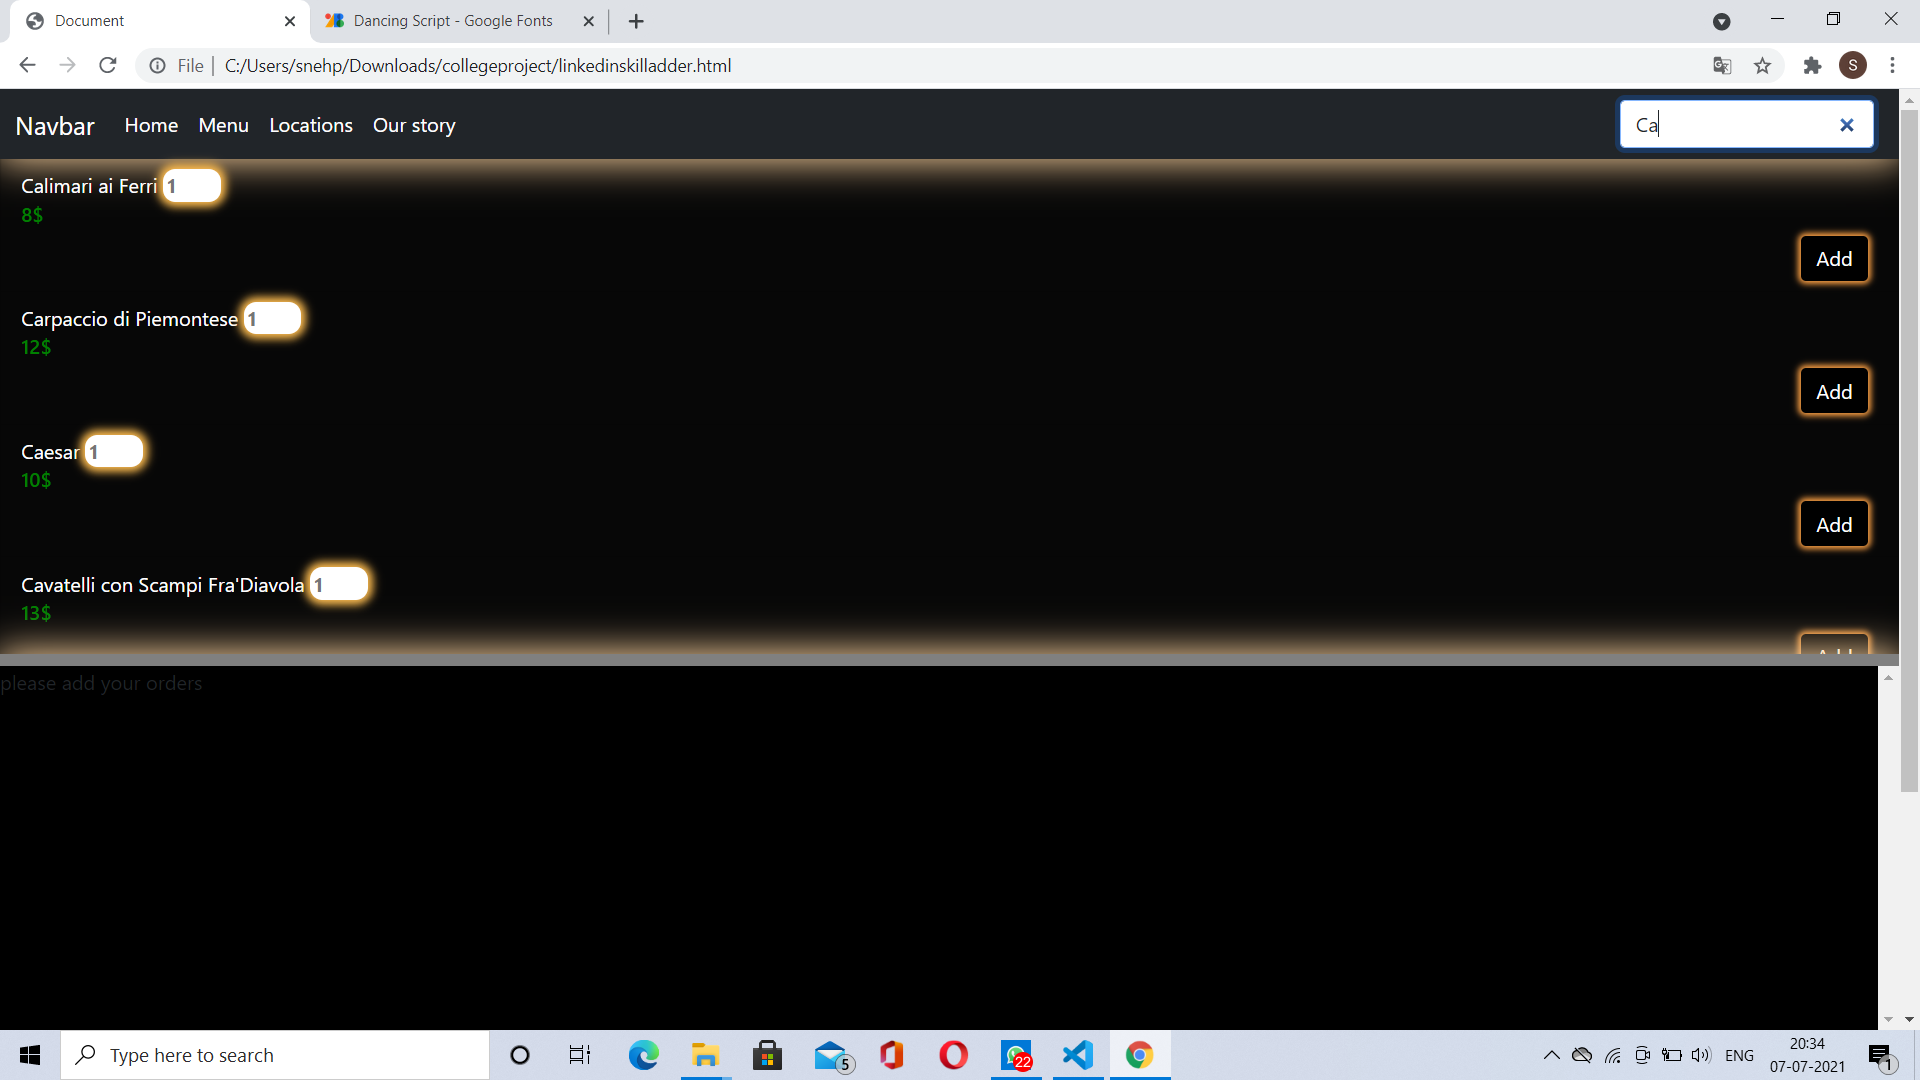 Document
Dancing Script - Google Fonts
File
C:/Users/snehp/Downloads/collegeproject/linkedinskilladder.html
S
Navbar Home Menu Locations Our story
Ca
Calimari ai Ferri 1
8$
Add
Carpaccio di Piemontese 1
12$
Add
Caesar 1
10$
Add
Cavatelli con Scampi Fra'Diavola 1
13$
please add your orders
Type here to search
5
22
ENG
20:34
07-07-2021
1